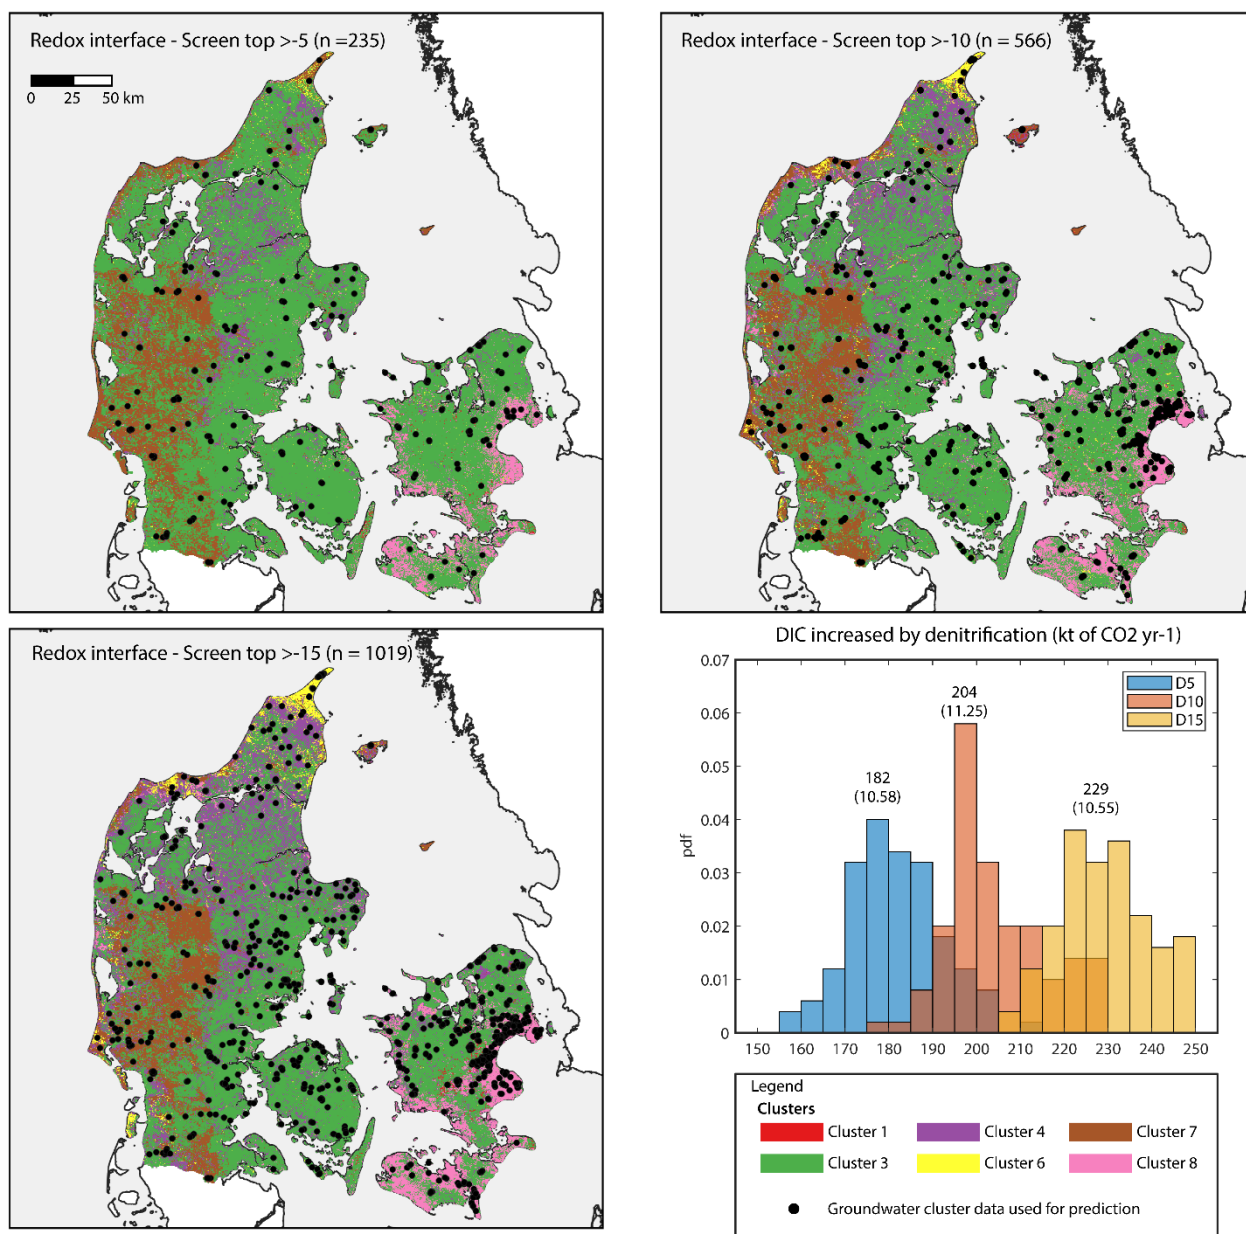 Redox interface - Screen top >-5 (n =235)
0 25 50 km
Redox interface - Screen top >-10 (n = 566)
Redox interface - Screen top >-15 (n = 1019)
DIC increased by denitrification (kt of CO2 yr-1)
0.07
0.06
0.05
0.04
0.03
0.02
0.01
0
pdf
D5
D10
D15
182
(10.58)
204
(11.25)
229
(10.55)
150 160 170 180 190 200 210 220 230 240 250
Legend
Clusters
Cluster 1 Cluster 4 Cluster 7
Cluster 3 Cluster 6 Cluster 8
Groundwater cluster data used for prediction